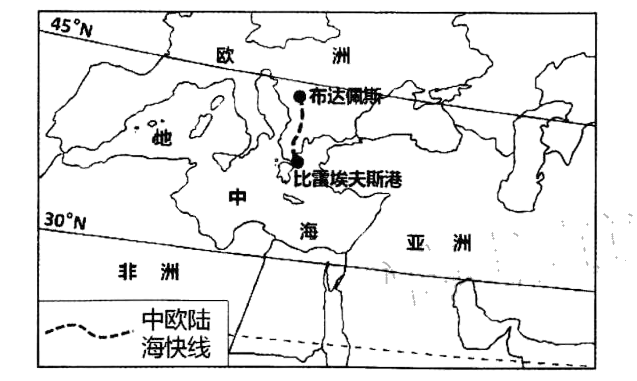 45°N
欧 洲
布达佩斯
地
比雷埃夫斯港
中
30°N
海
亚 洲
非 洲
中欧陆
海快线